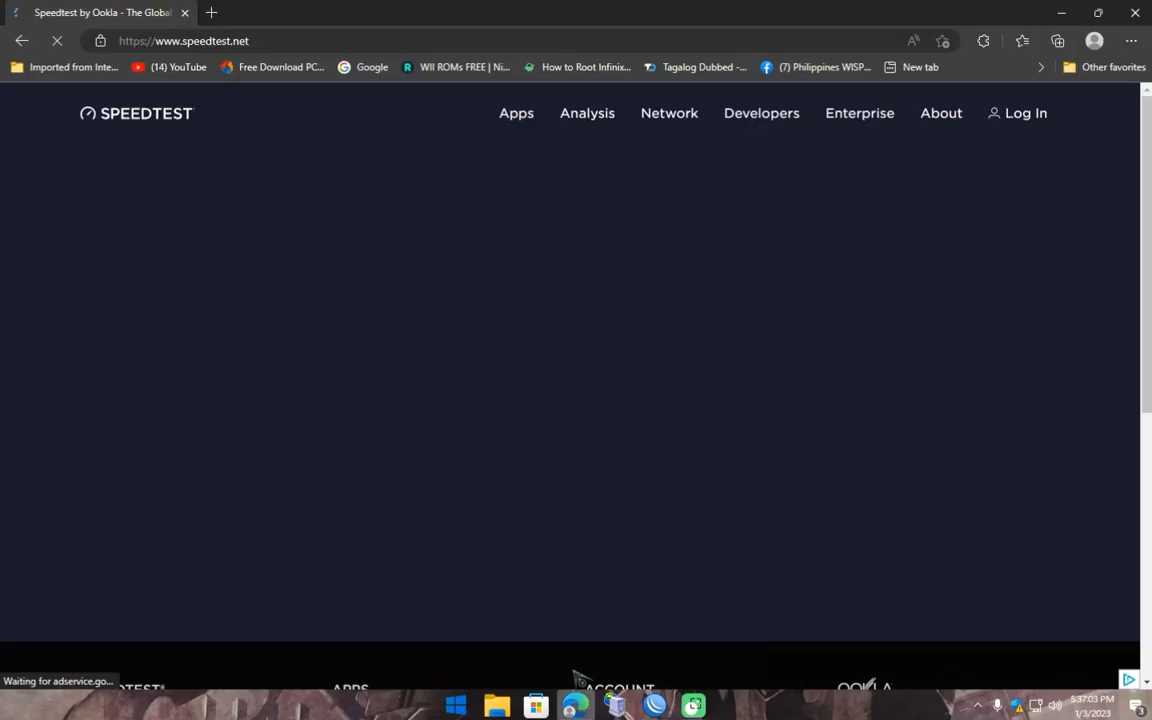 Speedtest by Ookla - The Global
https://www.speedtest.net
Imported from Inte...
(14) YouTube
Free Download PC...
Google
WII ROMs FREE | Ni...
How to Root Infinix...
Tagalog Dubbed -...
(7) Philippines WISP...
New tab
Other favorites
SPEEDTEST
Apps
Analysis
Network
Developers
Enterprise
About
Log In
APPS
ACCOUNT
OOKLA
Waiting for adservice.go...
5:37:03 PM
1/3/2023
3